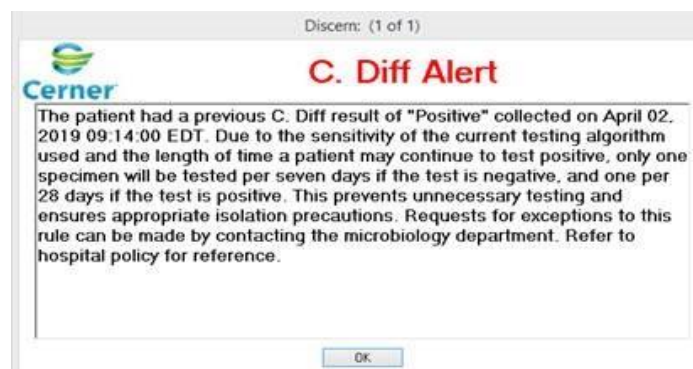 Discern: (1 of 1)
Cerner
C. Diff Alert
The patient had a previous C. Diff result of "Positive" collected on April 02,
2019 09:14:00 EDT. Due to the sensitivity of the current testing algorithm
used and the length of time a patient may continue to test positive, only one
specimen will be tested per seven days if the test is negative, and one per
28 days if the test is positive. This prevents unnecessary testing and
ensures appropriate isolation precautions. Requests for exceptions to this
rule can be made by contacting the microbiology department. Refer to
hospital policy for reference.
OK